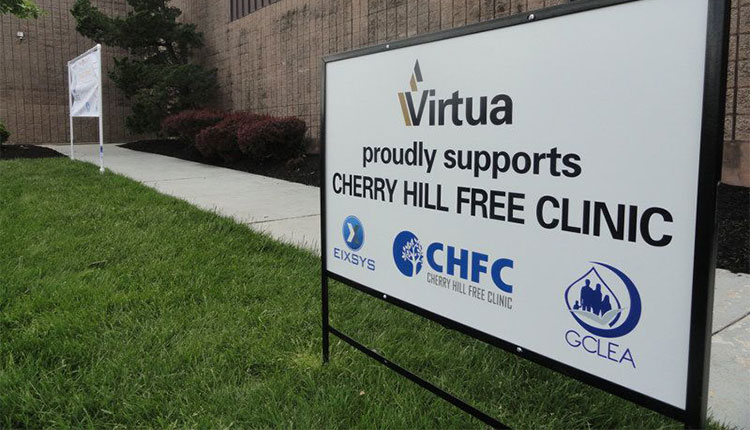 Virtua
proudly supports
CHERRY HILL FREE CLINIC
EIXSYS
CHFC
CHERRY HILL FREE CLINIC
GCLEA